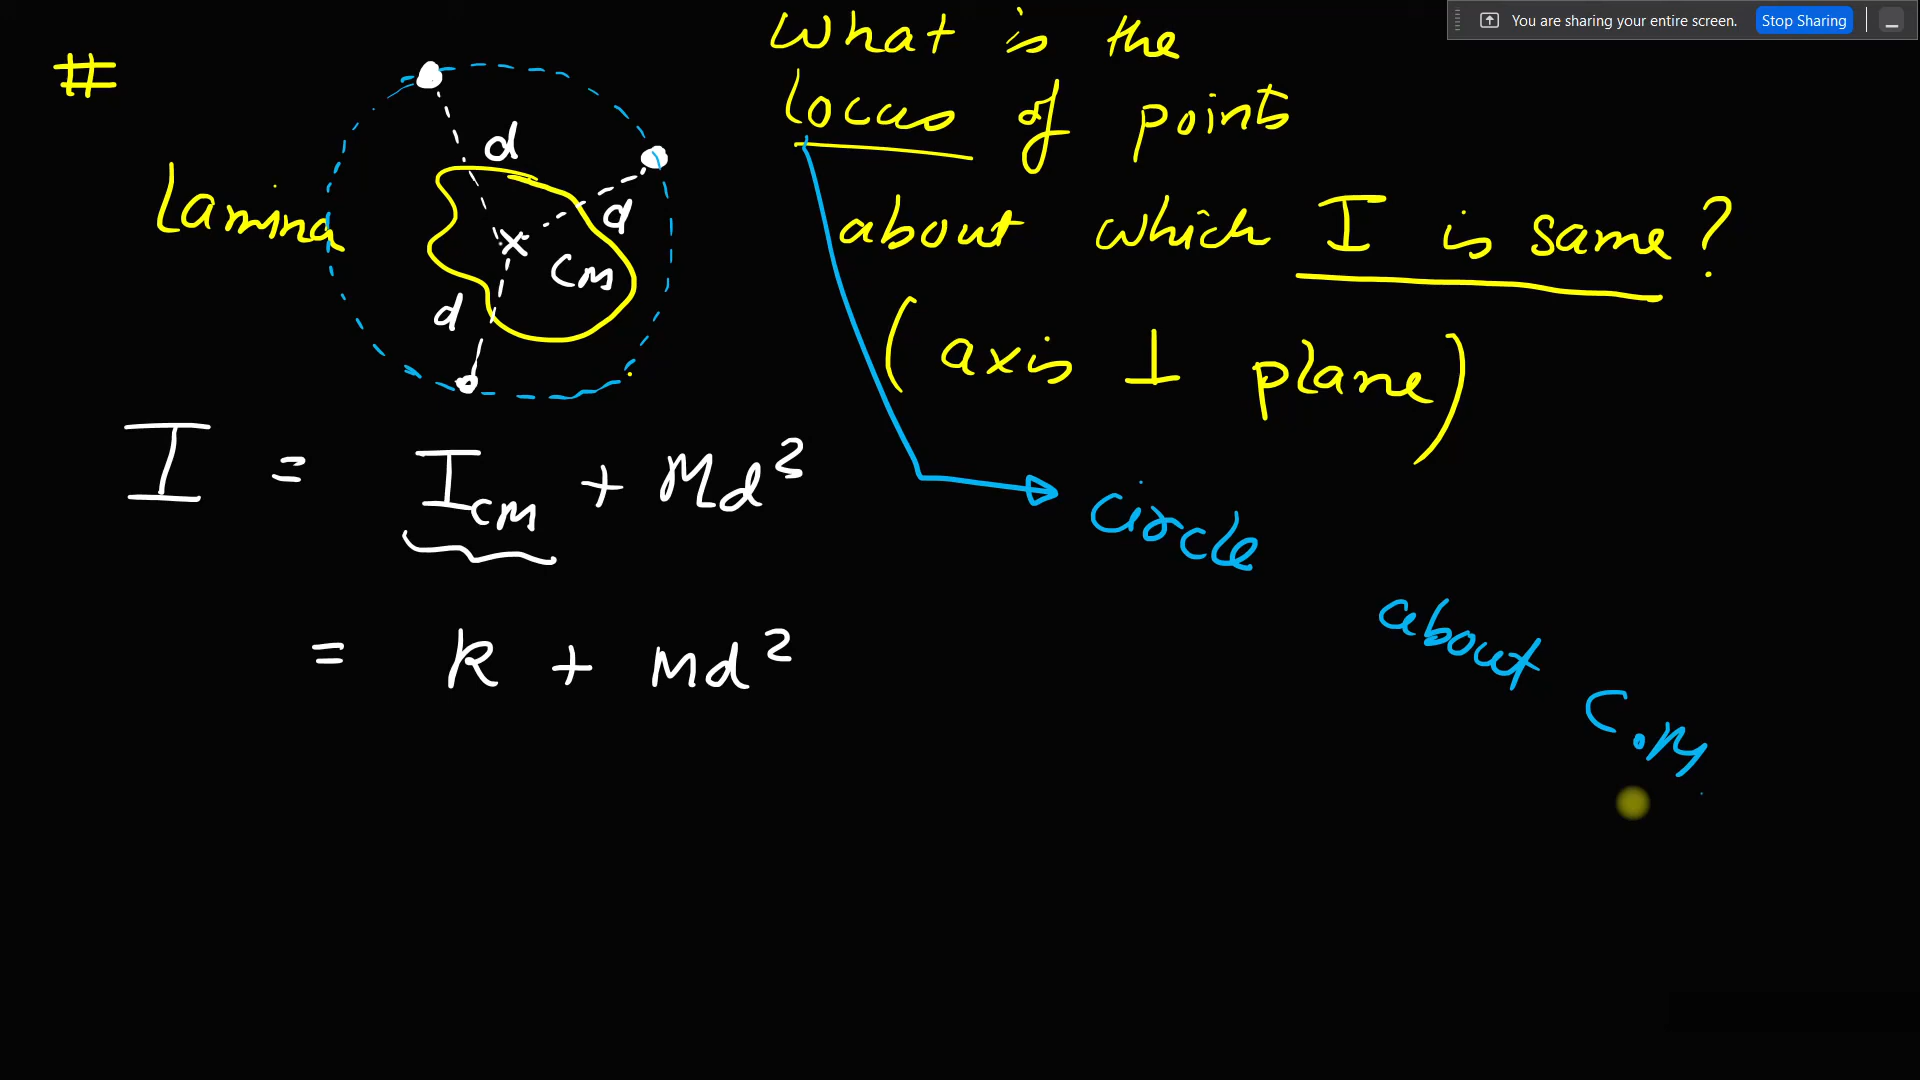 You are sharing your entire screen. Stop Sharing
#
What is the
locus of points
about which I is same?
(axis ⊥ plane)
Lamina
d
d
d
CM
I = I_CM + Md²
= k + Md²
circle
about C.M